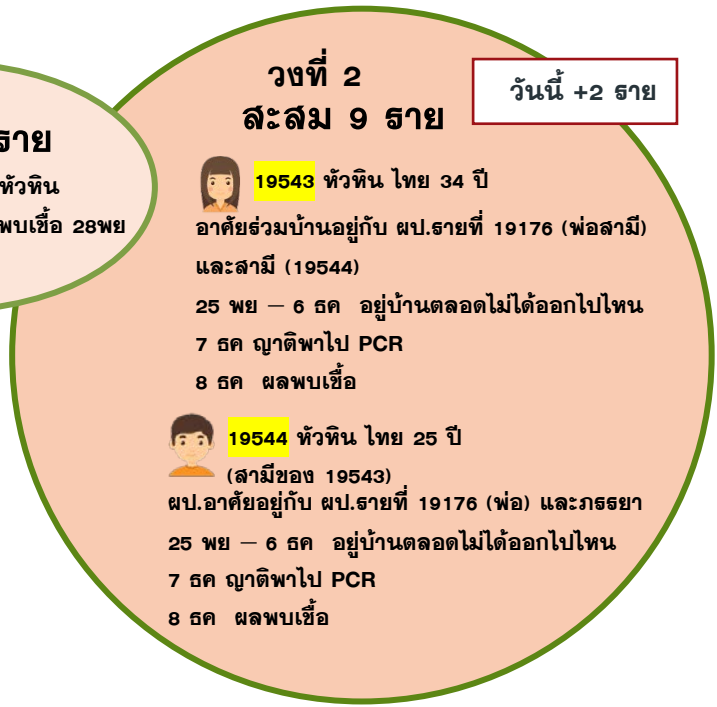 ราย
หัวหิน
พบเชื้อ 28พย
วงที่ 2
สะสม 9 ราย
วันนี้ +2 ราย
19543 หัวหิน ไทย 34 ปี
อาศัยร่วมบ้านอยู่กับ ผป.รายที่ 19176 (พ่อสามี)
และสามี (19544)
25 พย – 6 ธค อยู่บ้านตลอดไม่ได้ออกไปไหน
7 ธค ญาติพาไป PCR
8 ธค ผลพบเชื้อ
19544 หัวหิน ไทย 25 ปี
(สามีของ 19543)
ผป.อาศัยอยู่กับ ผป.รายที่ 19176 (พ่อ) และภรรยา
25 พย – 6 ธค อยู่บ้านตลอดไม่ได้ออกไปไหน
7 ธค ญาติพาไป PCR
8 ธค ผลพบเชื้อ